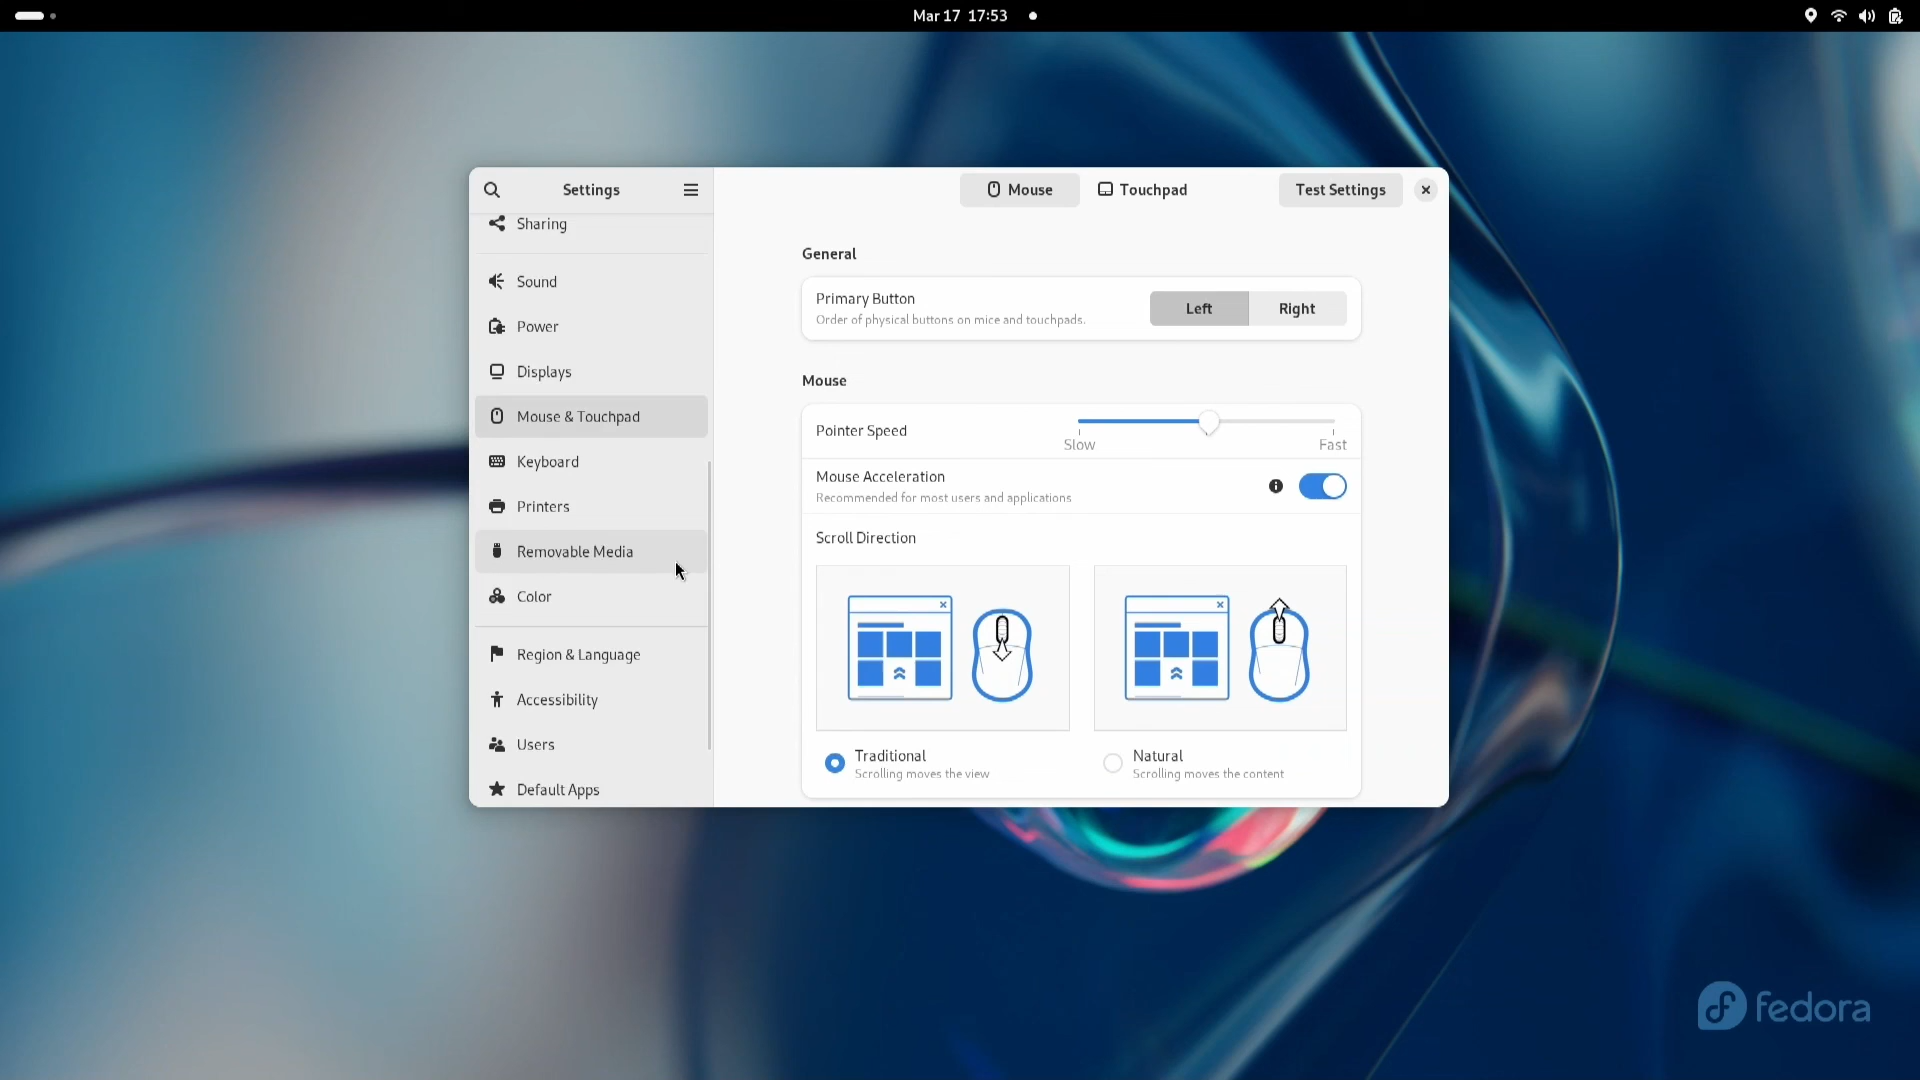 Mar 17 17:53
Settings
Mouse
Touchpad
Test Settings
Sharing
Sound
Power
Displays
Mouse & Touchpad
Keyboard
Printers
Removable Media
Color
Region & Language
Accessibility
Users
Default Apps
General
Primary Button
Order of physical buttons on mice and touchpads.
Left
Right
Mouse
Pointer Speed
Slow
Fast
Mouse Acceleration
Recommended for most users and applications
Scroll Direction
Traditional
Scrolling moves the view
Natural
Scrolling moves the content
fedora